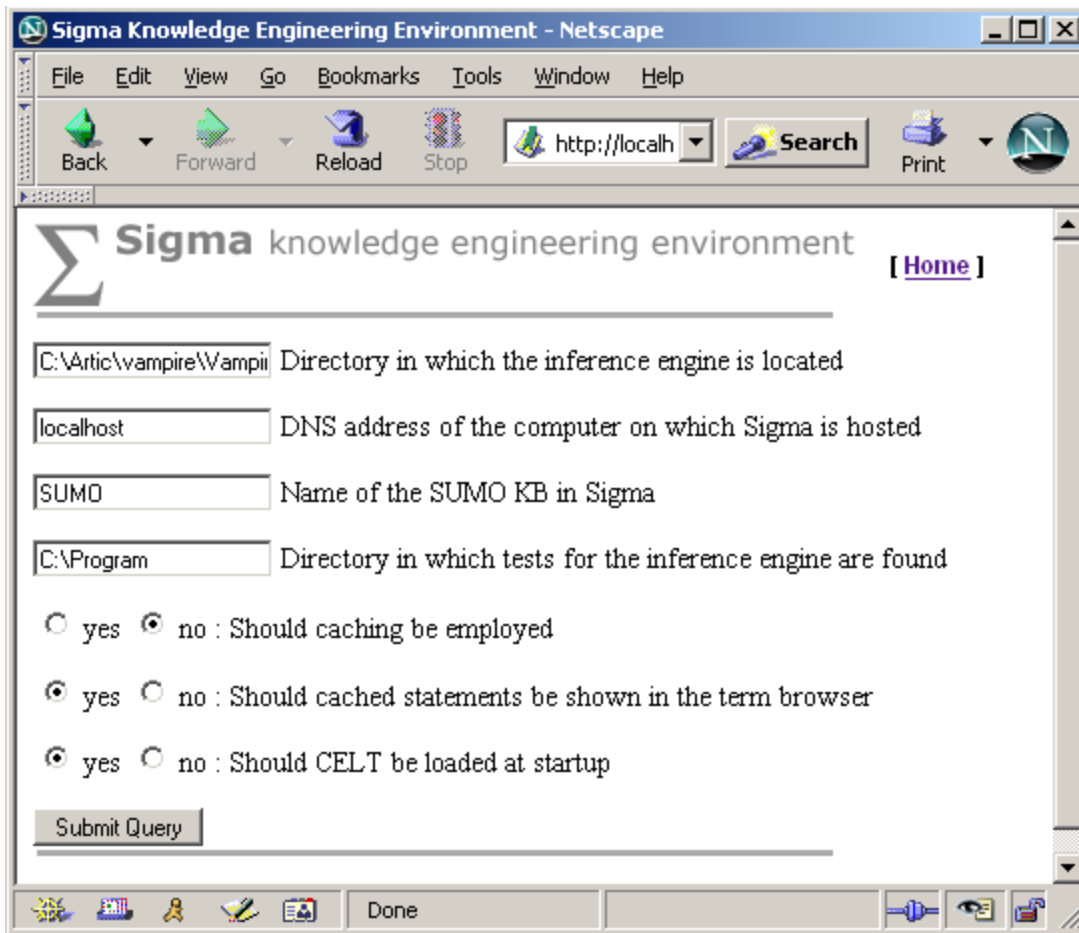 Sigma Knowledge Engineering Environment - Netscape
File Edit View Go Bookmarks Tools Window Help
Back Forward Reload Stop http://localh Search Print N
Σ Sigma knowledge engineering environment [ Home ]
C:\Artic\vampire\Vampi Directory in which the inference engine is located
localhost DNS address of the computer on which Sigma is hosted
SUMO Name of the SUMO KB in Sigma
C:\Program Directory in which tests for the inference engine are found
yes no : Should caching be employed
yes no : Should cached statements be shown in the term browser
yes no : Should CELT be loaded at startup
Submit Query
Done